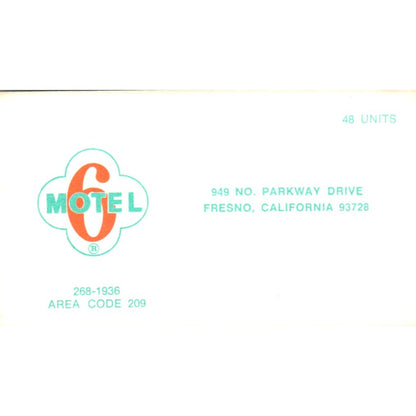 48 UNITS
6
MOTEL
®
949 NO. PARKWAY DRIVE
FRESNO, CALIFORNIA 93728
268-1936
AREA CODE 209